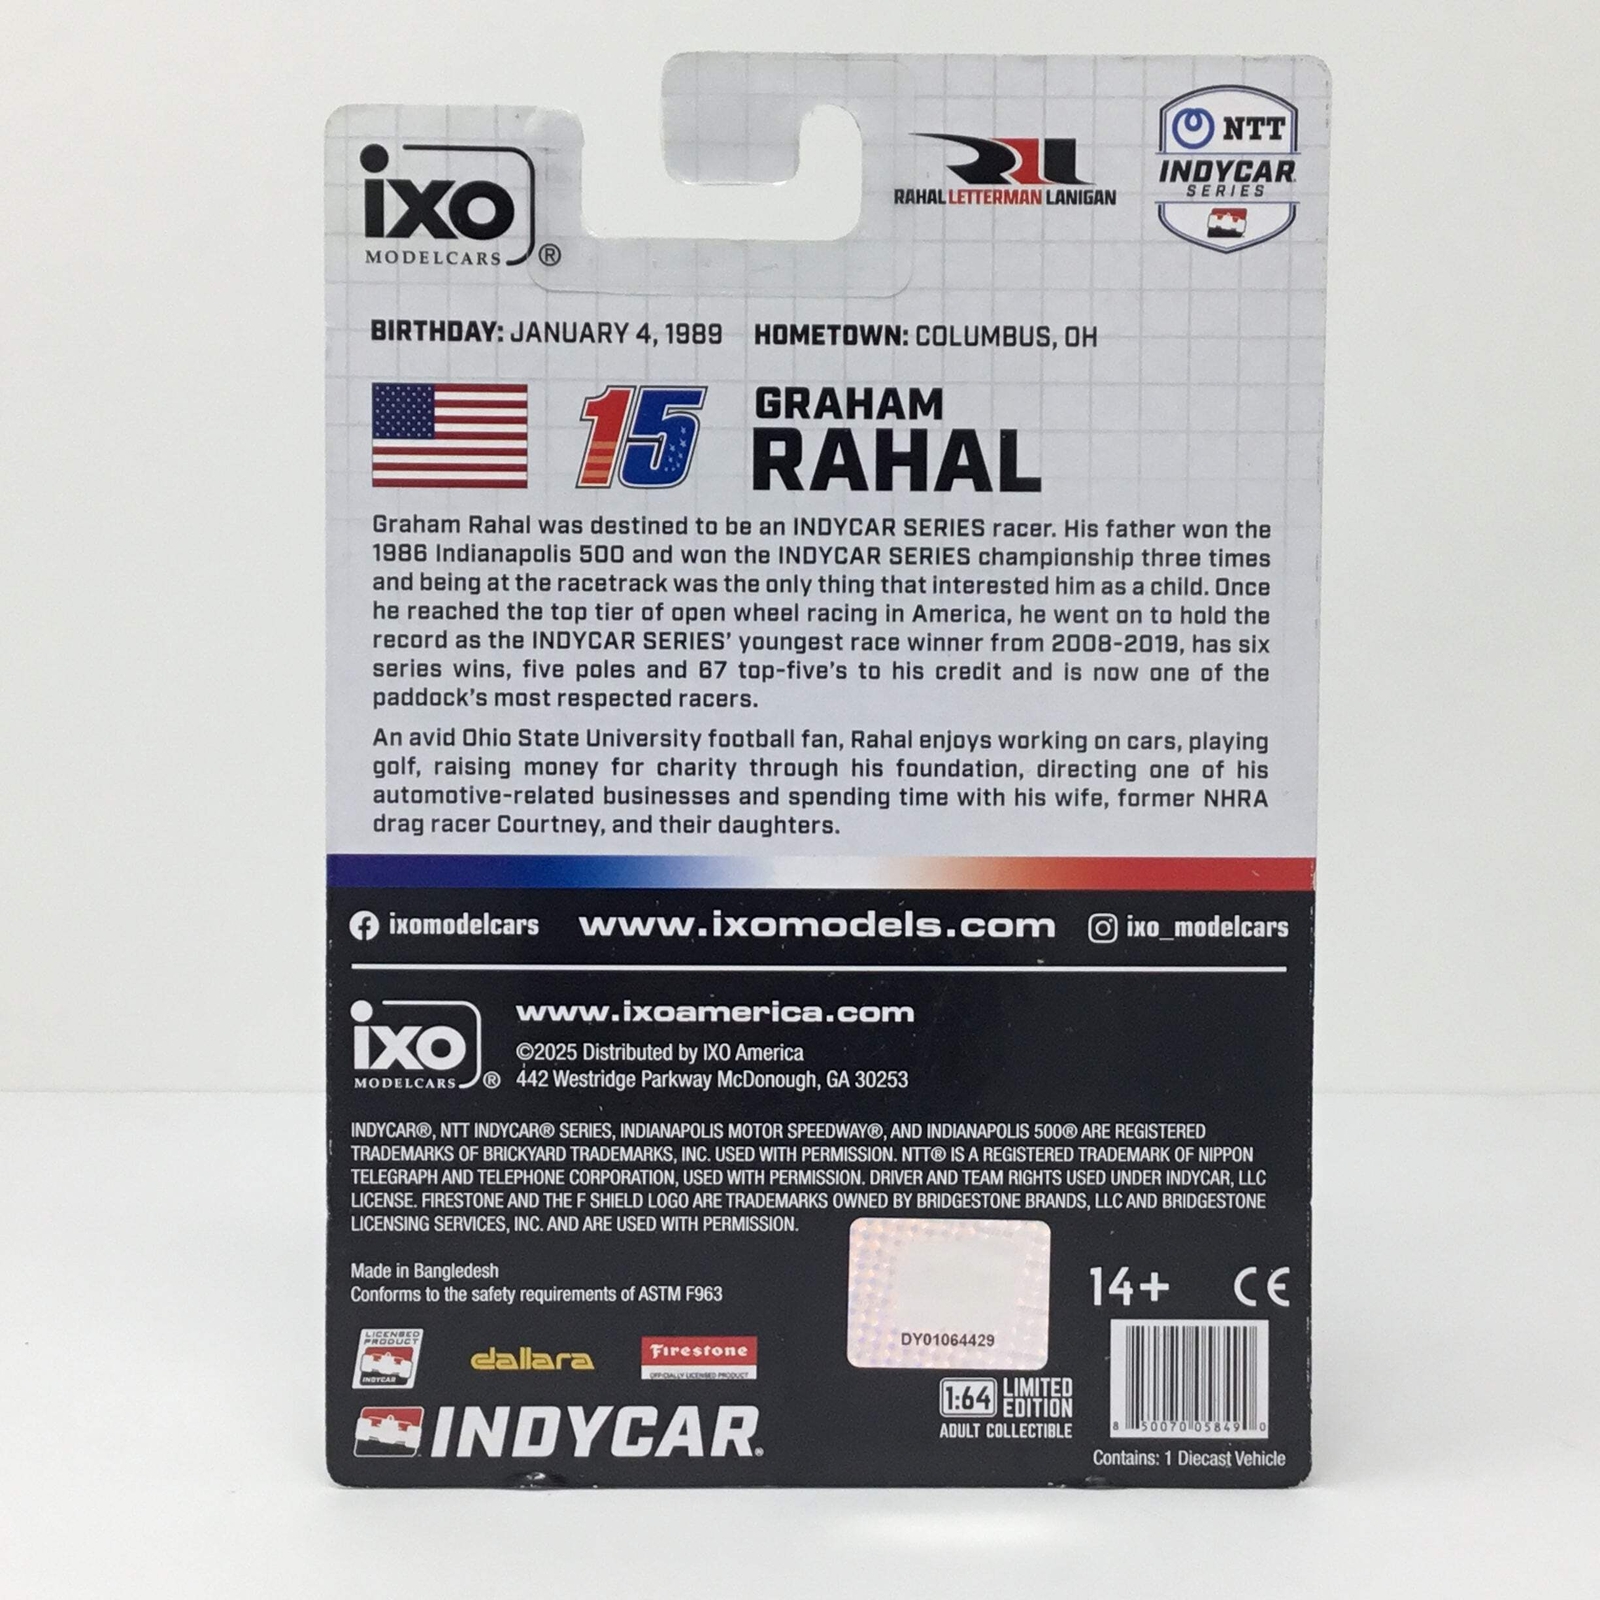 ixo
MODELCARS ®
RAHAL LETTERMAN LANIGAN
NTT
INDYCAR
SERIES
BIRTHDAY: JANUARY 4, 1989 HOMETOWN: COLUMBUS, OH
15
GRAHAM
RAHAL
Graham Rahal was destined to be an INDYCAR SERIES racer. His father won the
1986 Indianapolis 500 and won the INDYCAR SERIES championship three times
and being at the racetrack was the only thing that interested him as a child. Once
he reached the top tier of open wheel racing in America, he went on to hold the
record as the INDYCAR SERIES' youngest race winner from 2008-2019, has six
series wins, five poles and 67 top-five's to his credit and is now one of the
paddock's most respected racers.
An avid Ohio State University football fan, Rahal enjoys working on cars, playing
golf, raising money for charity through his foundation, directing one of his
automotive-related businesses and spending time with his wife, former NHRA
drag racer Courtney, and their daughters.
ixomodelcars www.ixomodels.com ixo_modelcars
ixo
MODELCARS ®
www.ixoamerica.com
©2025 Distributed by IXO America
442 Westridge Parkway McDonough, GA 30253
INDYCAR®, NTT INDYCAR® SERIES, INDIANAPOLIS MOTOR SPEEDWAY®, AND INDIANAPOLIS 500® ARE REGISTERED
TRADEMARKS OF BRICKYARD TRADEMARKS, INC. USED WITH PERMISSION. NTT® IS A REGISTERED TRADEMARK OF NIPPON
TELEGRAPH AND TELEPHONE CORPORATION, USED WITH PERMISSION. DRIVER AND TEAM RIGHTS USED UNDER INDYCAR, LLC
LICENSE. FIRESTONE AND THE F SHIELD LOGO ARE TRADEMARKS OWNED BY BRIDGESTONE BRANDS, LLC AND BRIDGESTONE
LICENSING SERVICES, INC. AND ARE USED WITH PERMISSION.
Made in Bangledesh
Conforms to the safety requirements of ASTM F963
DY01064429
14+ CE
LICENSED
PRODUCT
INDYCAR
dallara
Firestone
OFFICIALLY LICENSED PRODUCT
INDYCAR®
1:64 LIMITED
EDITION
ADULT COLLECTIBLE
8 50070 05849 0
Contains: 1 Diecast Vehicle